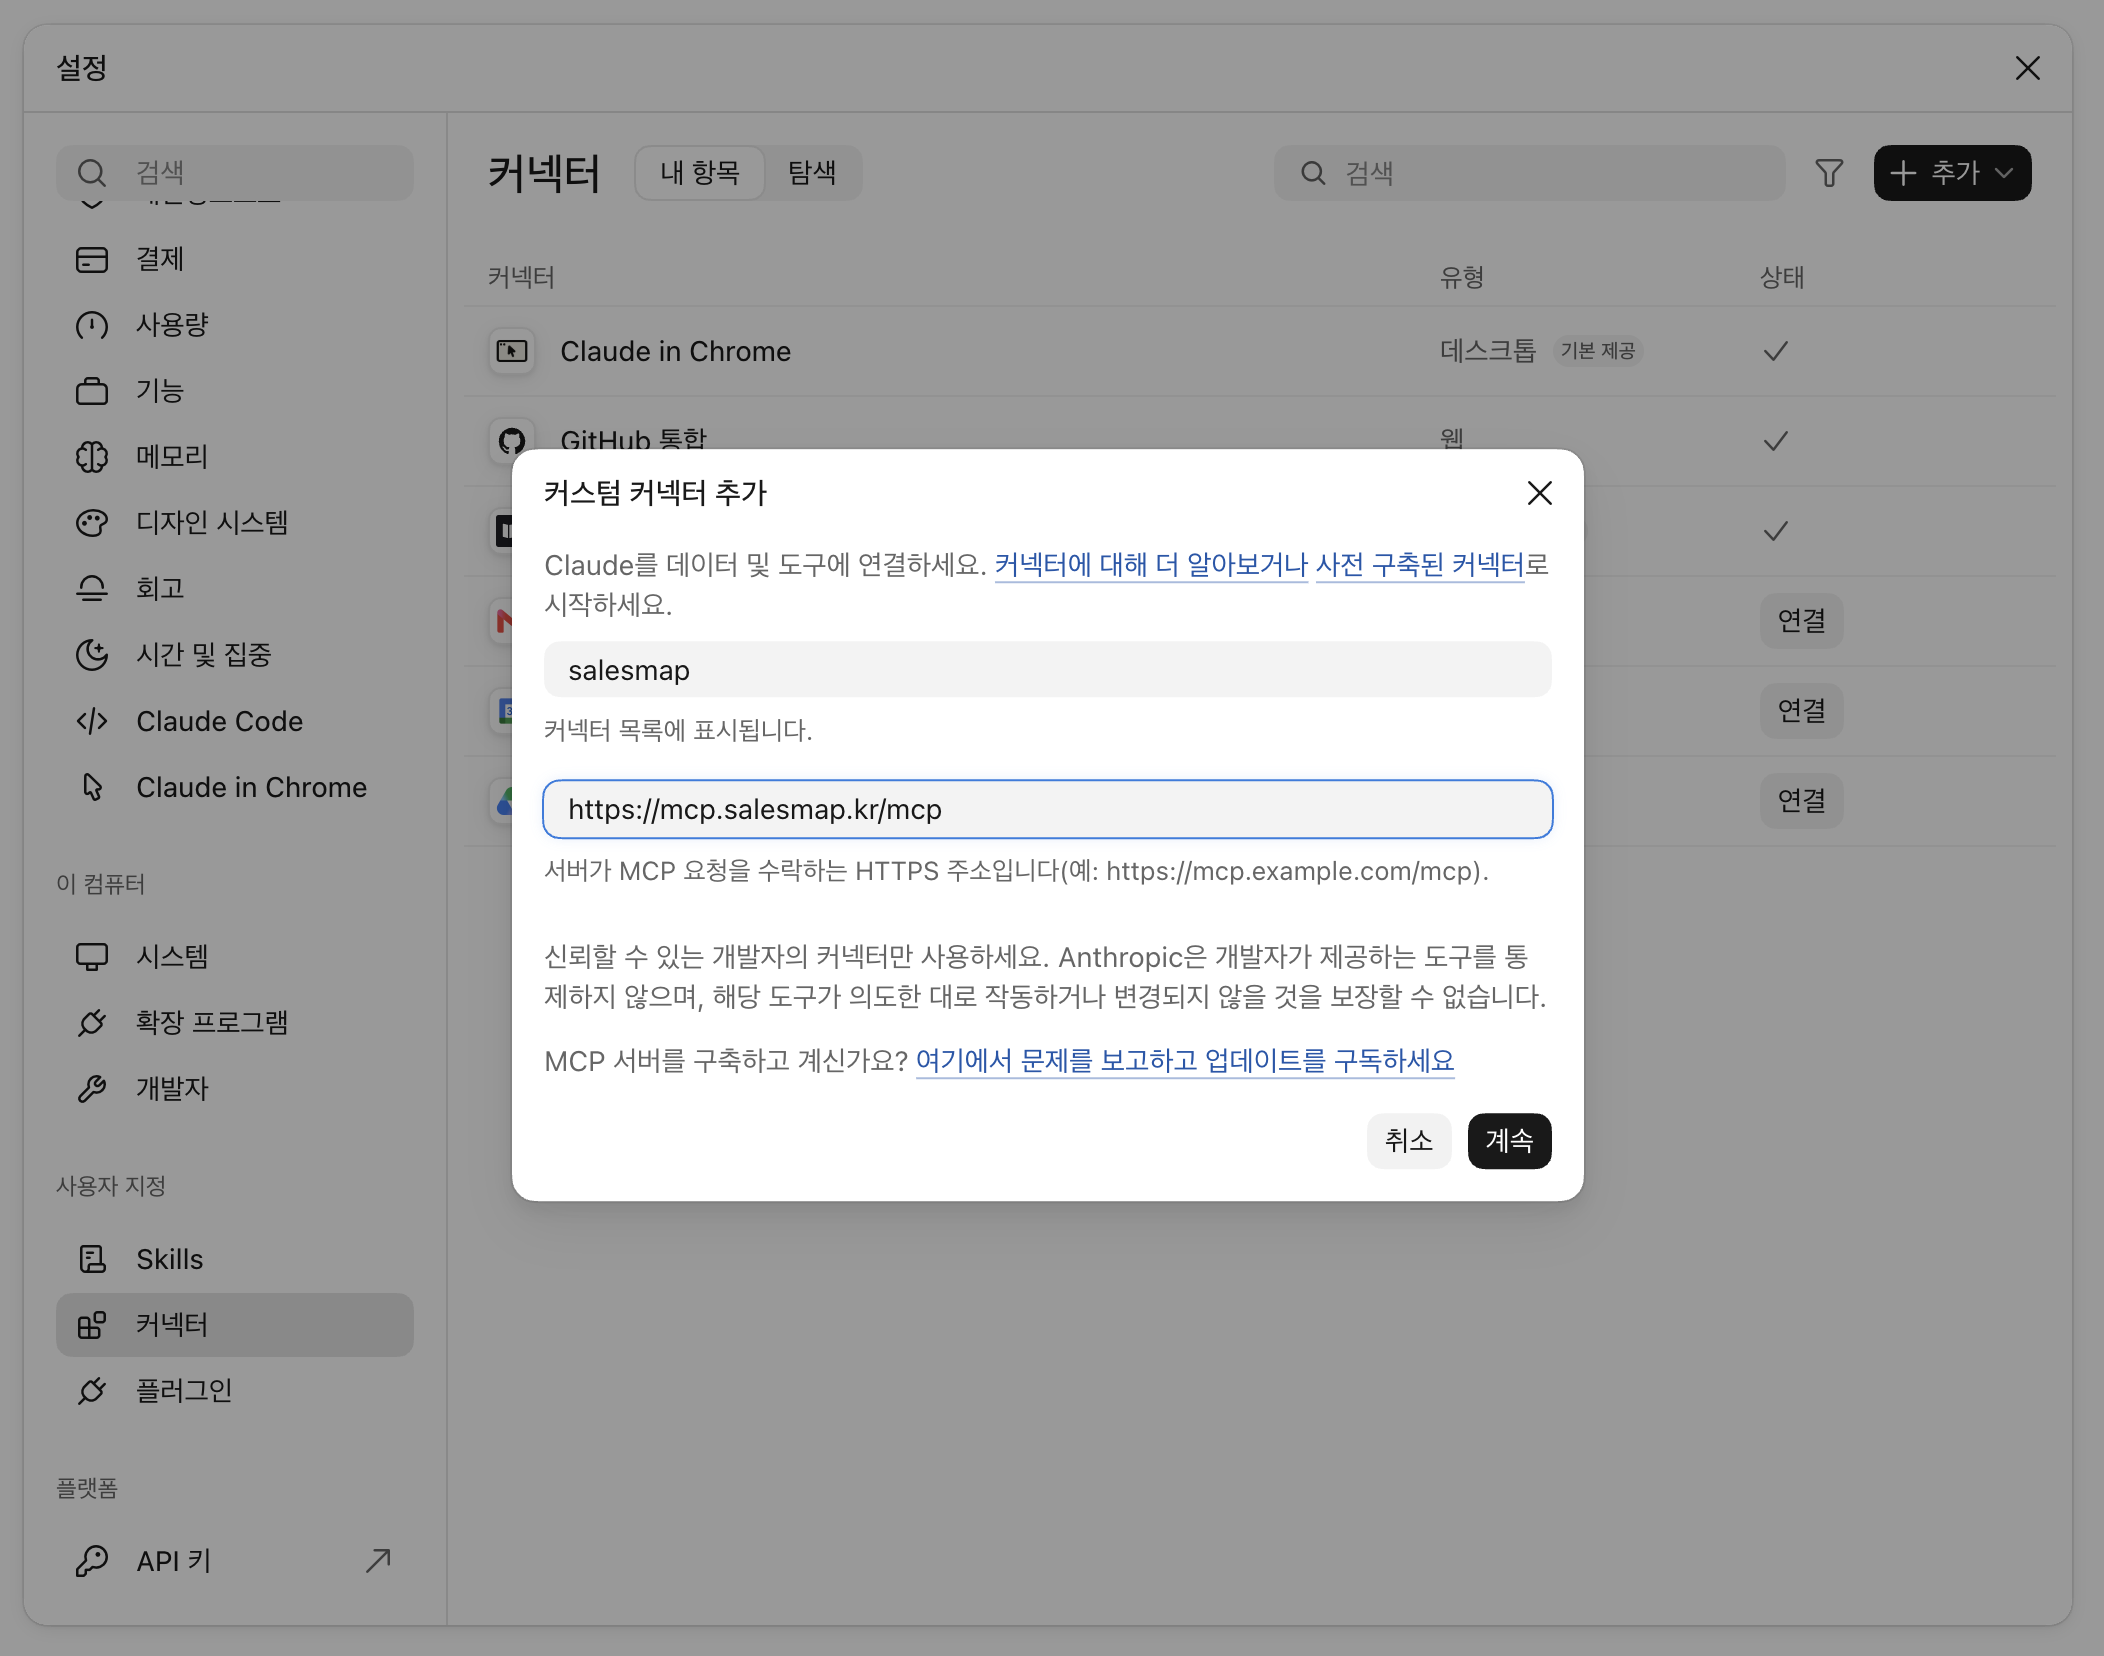 설정
검색
결제
사용량
기능
메모리
디자인 시스템
회고
시간 및 집중
Claude Code
Claude in Chrome
이 컴퓨터
시스템
확장 프로그램
개발자
사용자 지정
Skills
커넥터
플러그인
플랫폼
API 키
커넥터 내 항목 탐색 검색 추가
커넥터 유형 상태
Claude in Chrome 데스크톱 기본 제공
GitHub 통합 웹
연결
연결
연결
커스텀 커넥터 추가
Claude를 데이터 및 도구에 연결하세요. 커넥터에 대해 더 알아보거나 사전 구축된 커넥터로
시작하세요.
salesmap
커넥터 목록에 표시됩니다.
https://mcp.salesmap.kr/mcp
서버가 MCP 요청을 수락하는 HTTPS 주소입니다(예: https://mcp.example.com/mcp).
신뢰할 수 있는 개발자의 커넥터만 사용하세요. Anthropic은 개발자가 제공하는 도구를 통
제하지 않으며, 해당 도구가 의도한 대로 작동하거나 변경되지 않을 것을 보장할 수 없습니다.
MCP 서버를 구축하고 계신가요? 여기에서 문제를 보고하고 업데이트를 구독하세요
취소 계속